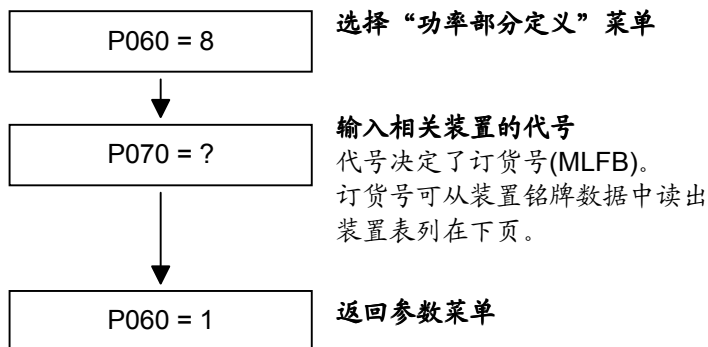 P060 = 8
选择“功率部分定义”菜单
P070 = ?
输入相关装置的代号
代号决定了订货号(MLFB)。
订货号可从装置铭牌数据中读出
装置表列在下页。
P060 = 1
返回参数菜单